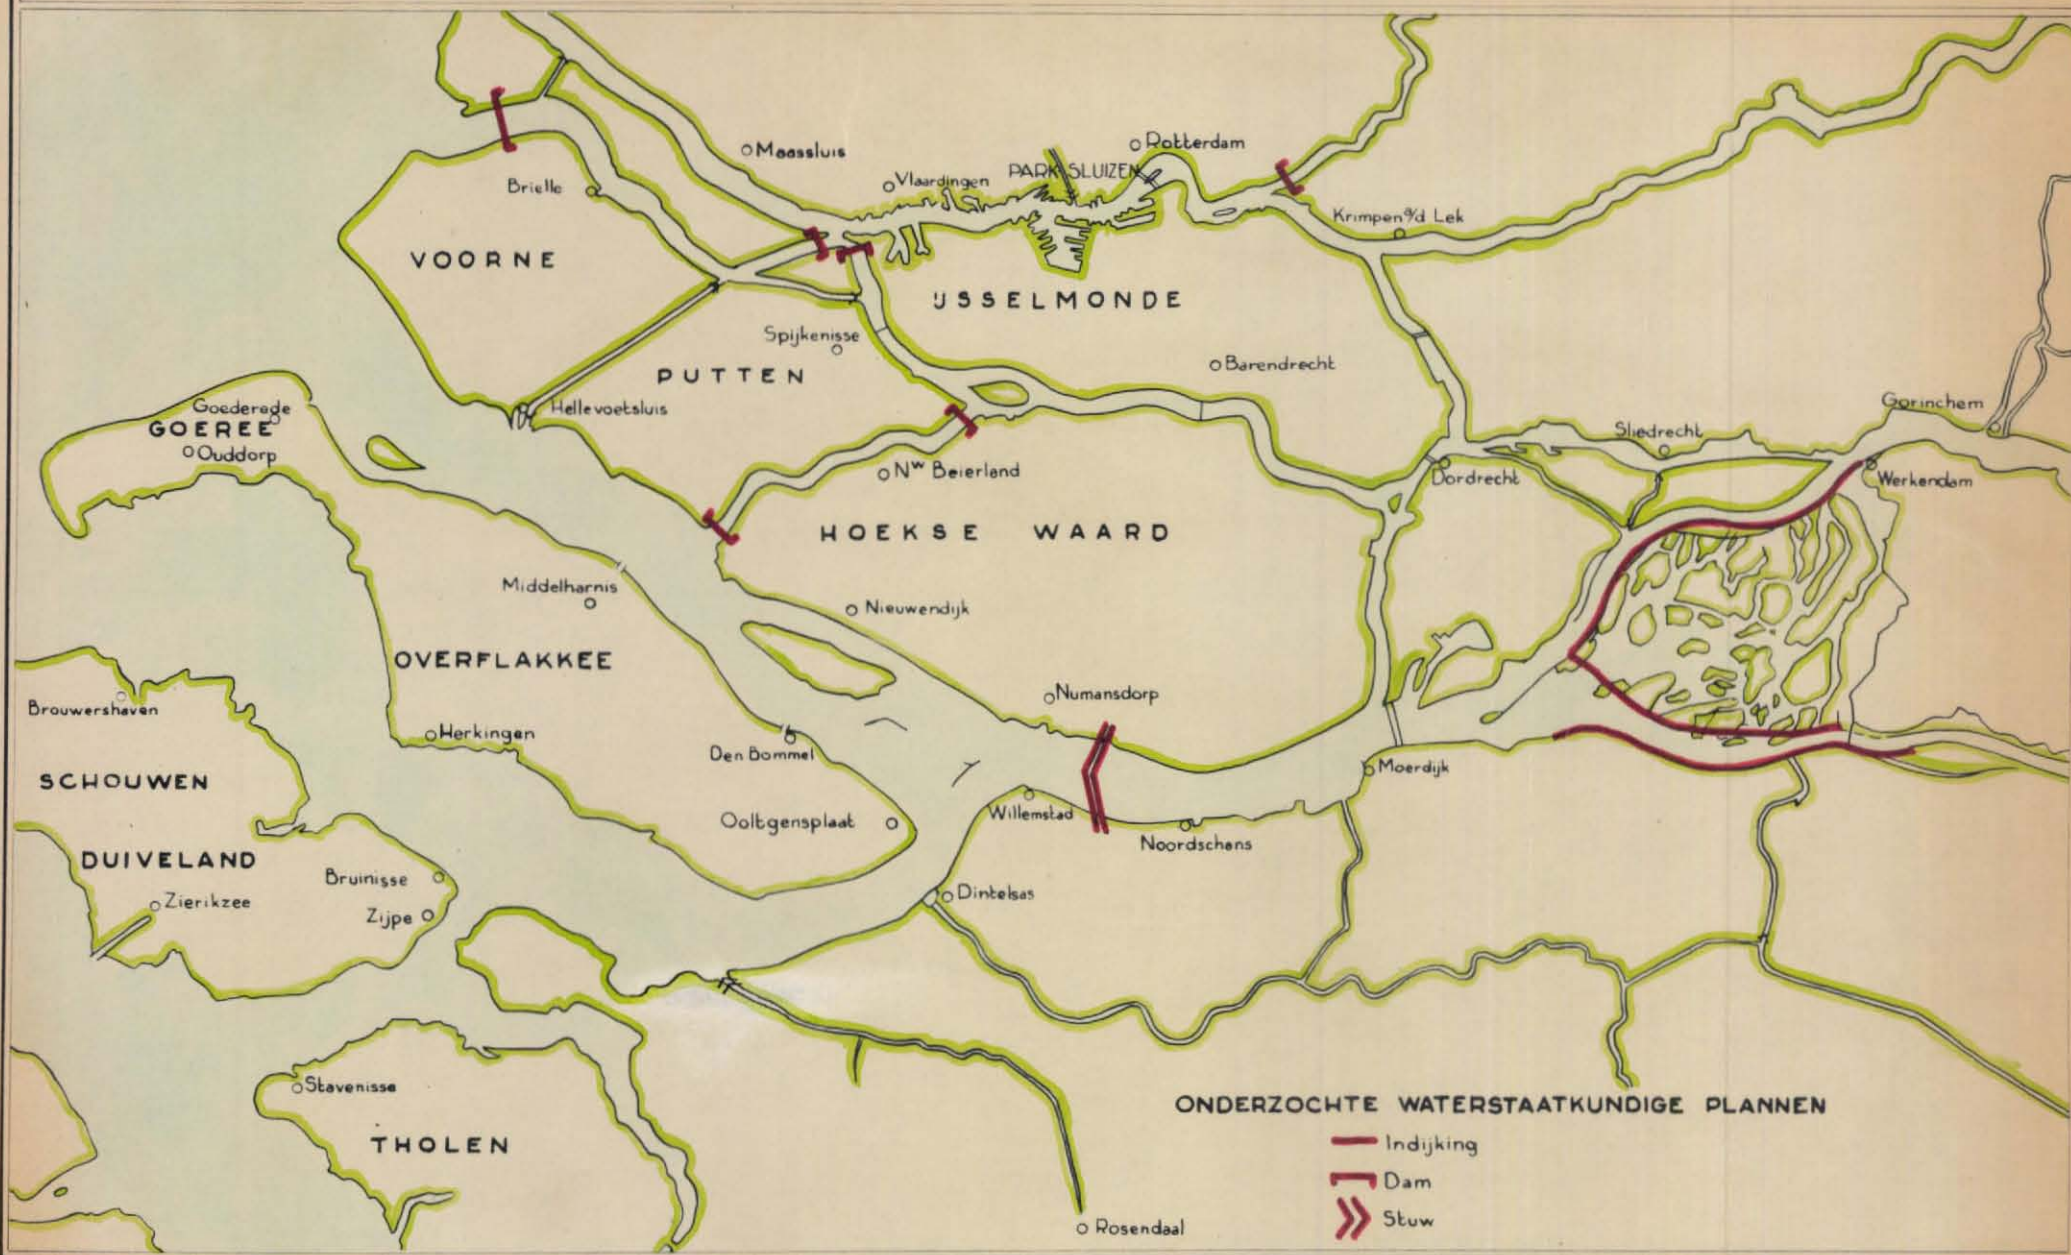 Maassluis
Rotterdam
Vlaardingen
PARK SLUIZEN
Brielle
Krimpen a/d Lek
VOORNE
IJSSELMONDE
Spijkenisse
PUTTEN
Barendrecht
Hellevoetsluis
Goederede
GOEREE
Ouddorp
Gorinchem
Sliedrecht
Nw Beierland
Dordrecht
Werkendam
HOEKSE WAARD
Middelharnis
Nieuwendijk
OVERFLAKKEE
Numansdorp
Brouwershaven
Herkingen
Den Bommel
Moerdijk
SCHOUWEN
Ooltgensplaat
Willemstad
Noordschans
DUIVELAND
Bruinisse
Zierikzee
Zijpe
Dintelsas
Stavenisse
THOLEN
Rosendaal
ONDERZOCHTE WATERSTAATKUNDIGE PLANNEN
Indijking
Dam
Stuw